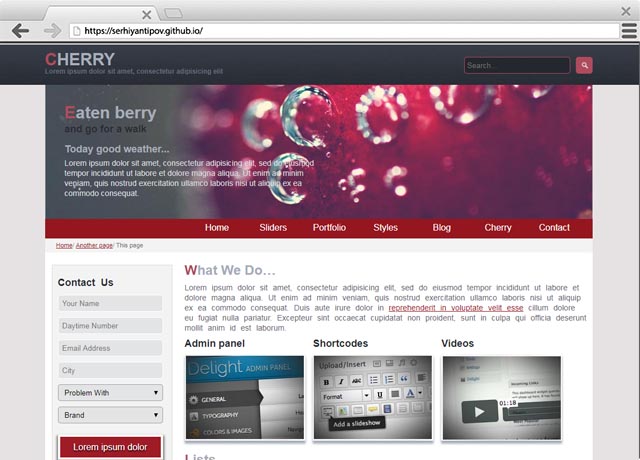 https://serhiyantipov.github.io/
CHERRY
Lorem ipsum dolor sit amet, consectetur adipisicing elit
Search...
Eaten berry
and go for a walk
Today good weather...
Lorem ipsum dolor sit amet, consectetur adipisicing elit, sed do eiusmod
tempor incididunt ut labore et dolore magna aliqua. Ut enim ad minim
veniam, quis nostrud exercitation ullamco laboris nisi ut aliquip ex ea
commodo consequat.
Home Sliders Portfolio Styles Blog Cherry Contact
Home/ Another page/ This page
Contact Us
Your Name
Daytime Number
Email Address
City
Problem With
Brand
Lorem ipsum dolor
What We Do...
Lorem ipsum dolor sit amet, consectetur adipisicing elit, sed do eiusmod tempor incididunt ut labore et
dolore magna aliqua. Ut enim ad minim veniam, quis nostrud exercitation ullamco laboris nisi ut aliquip
ex ea commodo consequat. Duis aute irure dolor in reprehenderit in voluptate velit esse cillum dolore
eu fugiat nulla pariatur. Excepteur sint occaecat cupidatat non proident, sunt in culpa qui officia deserunt
mollit anim id est laborum.
Admin panel
Delight ADMIN PANEL
GENERAL
TYPOGRAPHY
COLORS & IMAGES
Shortcodes
Upload/Insert
B I ABC
Format
Add a slideshow
Videos
01:18
Lists